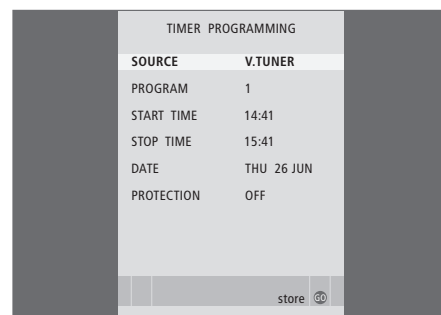 TIMER PROGRAMMING
SOURCE V.TUNER
PROGRAM 1
START TIME 14:41
STOP TIME 15:41
DATE THU 26 JUN
PROTECTION OFF
store GO